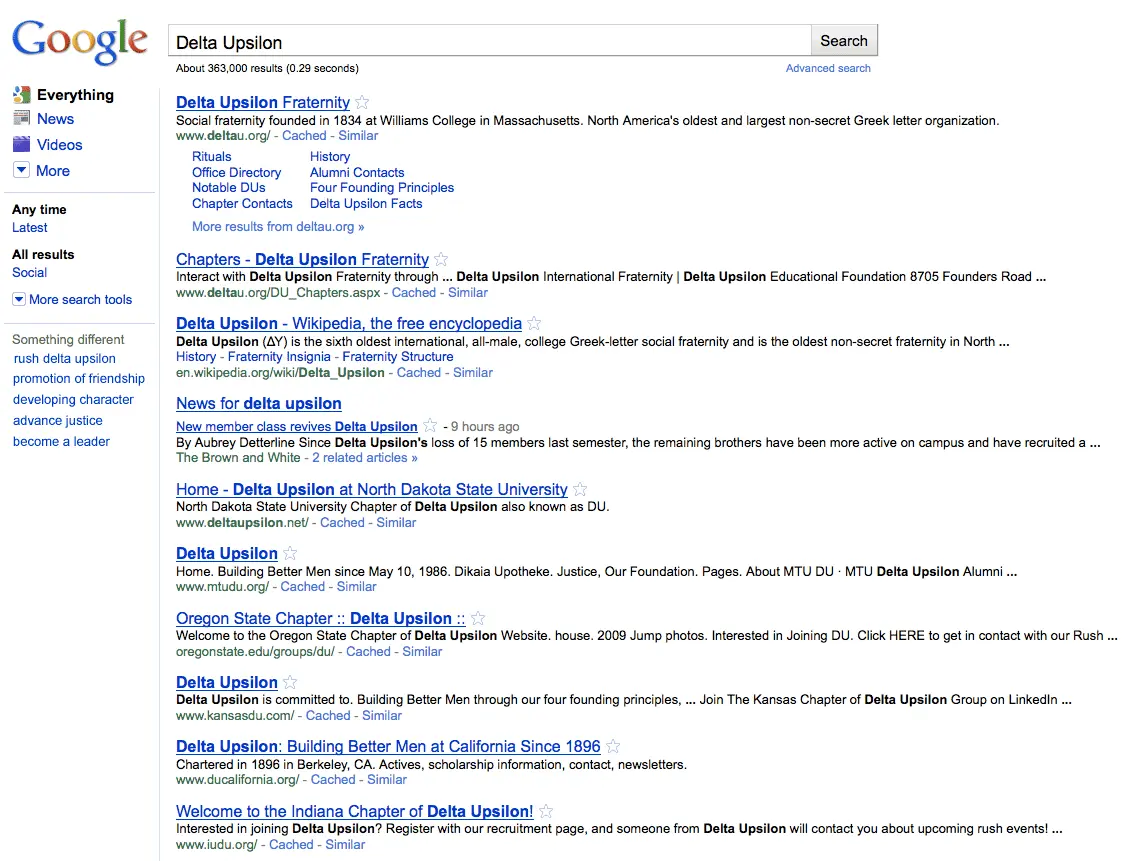 Google
Delta Upsilon
Search
About 363,000 results (0.29 seconds)
Advanced search
Everything
News
Videos
More
Any time
Latest
All results
Social
More search tools
Something different
rush delta upsilon
promotion of friendship
developing character
advance justice
become a leader
Delta Upsilon Fraternity
Social fraternity founded in 1834 at Williams College in Massachusetts. North America's oldest and largest non-secret Greek letter organization.
www.deltau.org/ - Cached - Similar
Rituals History
Office Directory Alumni Contacts
Notable DUs Four Founding Principles
Chapter Contacts Delta Upsilon Facts
More results from deltau.org »
Chapters - Delta Upsilon Fraternity
Interact with Delta Upsilon Fraternity through ... Delta Upsilon International Fraternity | Delta Upsilon Educational Foundation 8705 Founders Road ...
www.deltau.org/DU_Chapters.aspx - Cached - Similar
Delta Upsilon - Wikipedia, the free encyclopedia
Delta Upsilon (ΔΥ) is the sixth oldest international, all-male, college Greek-letter social fraternity and is the oldest non-secret fraternity in North ...
History - Fraternity Insignia - Fraternity Structure
en.wikipedia.org/wiki/Delta_Upsilon - Cached - Similar
News for delta upsilon
New member class revives Delta Upsilon - 9 hours ago
By Aubrey Detterline Since Delta Upsilon's loss of 15 members last semester, the remaining brothers have been more active on campus and have recruited a ...
The Brown and White - 2 related articles »
Home - Delta Upsilon at North Dakota State University
North Dakota State University Chapter of Delta Upsilon also known as DU.
www.deltaupsilon.net/ - Cached - Similar
Delta Upsilon
Home. Building Better Men since May 10, 1986. Dikaia Upotheke. Justice, Our Foundation. Pages. About MTU DU · MTU Delta Upsilon Alumni ...
www.mtudu.org/ - Cached - Similar
Oregon State Chapter :: Delta Upsilon ::
Welcome to the Oregon State Chapter of Delta Upsilon Website. house. 2009 Jump photos. Interested in Joining DU. Click HERE to get in contact with our Rush ...
oregonstate.edu/groups/du/ - Cached - Similar
Delta Upsilon
Delta Upsilon is committed to. Building Better Men through our four founding principles, ... Join The Kansas Chapter of Delta Upsilon Group on LinkedIn ...
www.kansasdu.com/ - Cached - Similar
Delta Upsilon: Building Better Men at California Since 1896
Chartered in 1896 in Berkeley, CA. Actives, scholarship information, contact, newsletters.
www.ducalifornia.org/ - Cached - Similar
Welcome to the Indiana Chapter of Delta Upsilon!
Interested in joining Delta Upsilon? Register with our recruitment page, and someone from Delta Upsilon will contact you about upcoming rush events! ...
www.iudu.org/ - Cached - Similar